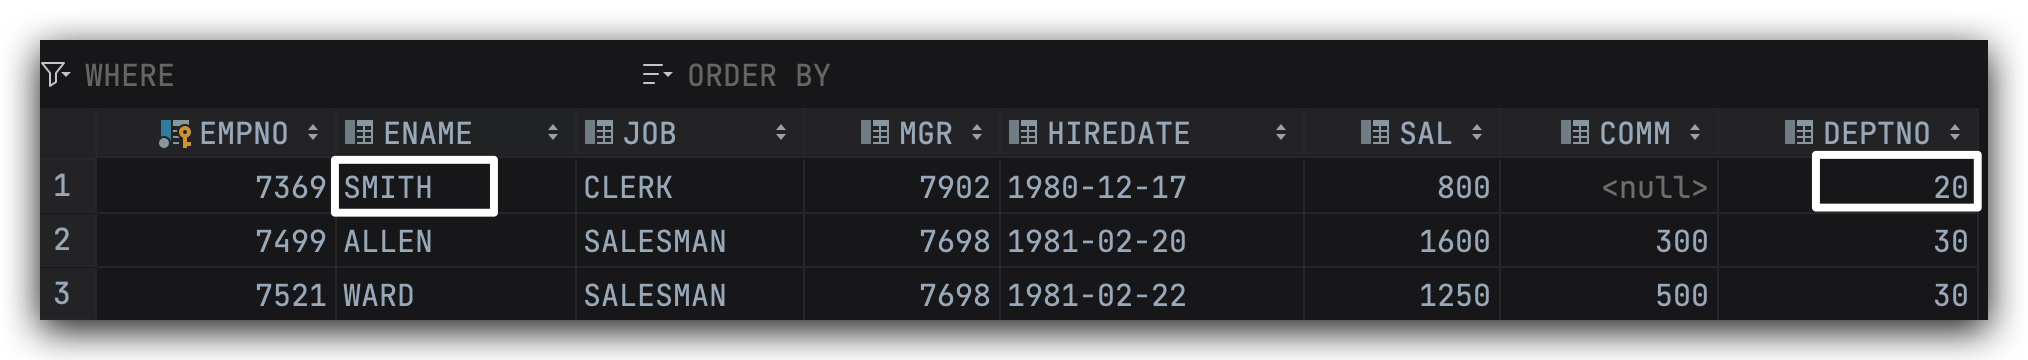 WHERE ORDER BY
EMPNO ENAME JOB MGR HIREDATE SAL COMM DEPTNO
1 7369 SMITH CLERK 7902 1980-12-17 800 <null> 20
2 7499 ALLEN SALESMAN 7698 1981-02-20 1600 300 30
3 7521 WARD SALESMAN 7698 1981-02-22 1250 500 30